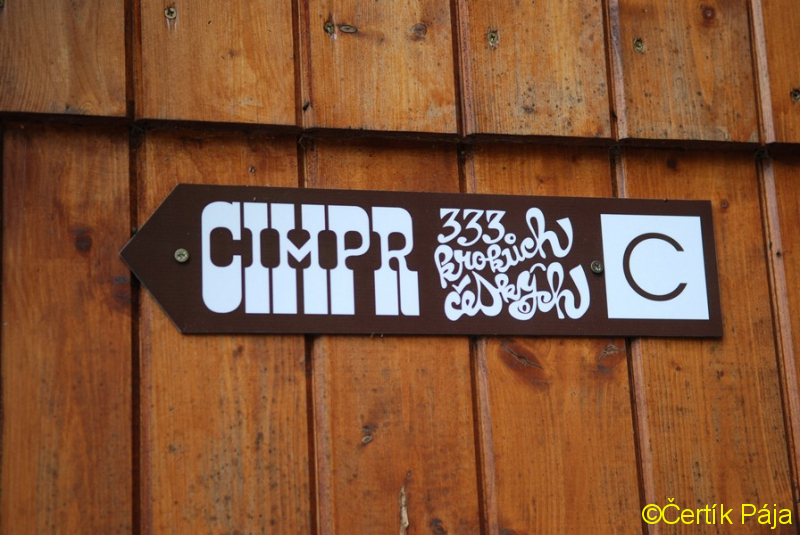 CIMPR
333
krokůch
českých
C
©Čertík Pája